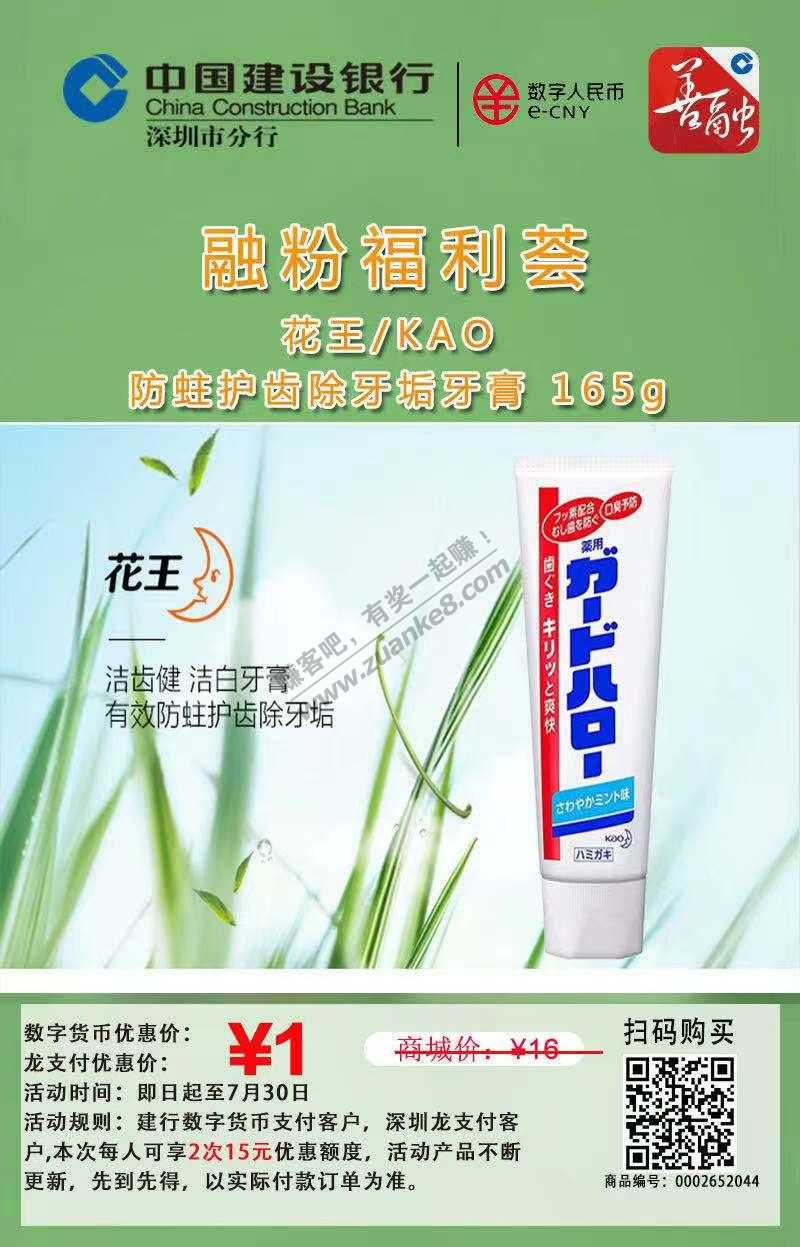 中国建设银行
China Construction Bank
深圳市分行
数字人民币
e-CNY
善融
融粉福利荟
花王/KAO
防蛀护齿除牙垢牙膏 165g
花王
洁齿健 洁白牙膏
有效防蛀护齿除牙垢
赚客吧，有奖一起赚！
www.zuanke8.com
フッ素配合
むし歯を防ぐ
口臭予防
薬用
ガードハロー
歯ぐき キリッと爽快
さわやかミント味
Kao
ハミガキ
数字货币优惠价：
龙支付优惠价：
¥1
商城价：¥16
活动时间：即日起至7月30日
活动规则：建行数字货币支付客户，深圳龙支付客
户,本次每人可享2次15元优惠额度，活动产品不断
更新，先到先得，以实际付款订单为准。
扫码购买
商品编号：0002652044